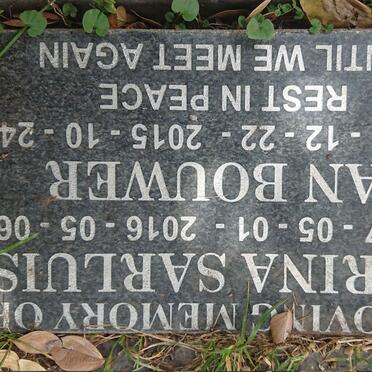 OVING MEMORY OF
RINA SARLUIS
7 - 05 - 01 - 2016 - 05 - 06
AN BOUWER
- 12 - 22 - 2015 - 10 - 24
REST IN PEACE
NTIL WE MEET AGAIN